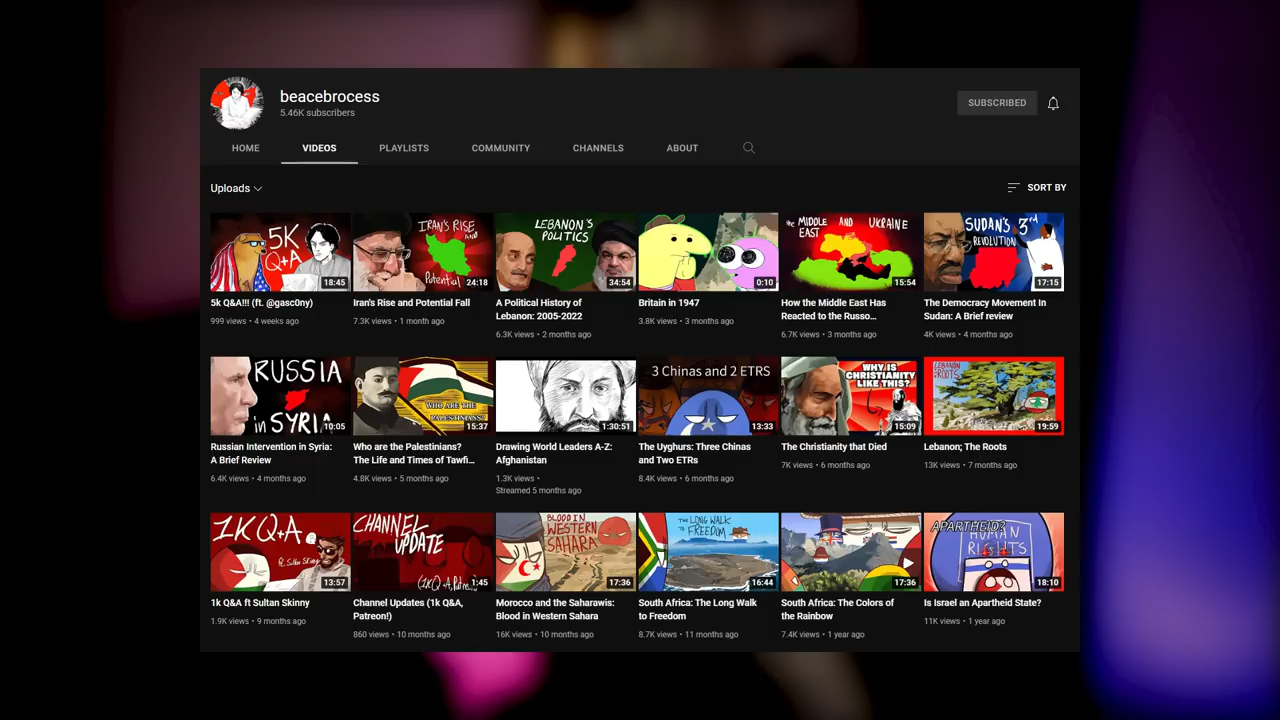 beacebrocess
5.46K subscribers
SUBSCRIBED
HOME VIDEOS PLAYLISTS COMMUNITY CHANNELS ABOUT
Uploads
SORT BY
5K
Q+A
18:45
5k Q&A!!! (ft. @gasc0ny)
999 views • 4 weeks ago
IRAN'S RISE
AND
Potential
24:18
Iran's Rise and Potential Fall
7.3K views • 1 month ago
LEBANON'S
POLITICS
34:54
A Political History of
Lebanon: 2005-2022
6.3K views • 2 months ago
0:10
Britain in 1947
3.8K views • 3 months ago
the MIDDLE AND UKRAINE
EAST
15:54
How the Middle East Has
Reacted to the Russo...
6.7K views • 3 months ago
SUDAN'S 3rd
REVOLUTION
17:15
The Democracy Movement In
Sudan: A Brief review
4K views • 4 months ago
RUSSIA
in SYRIA
10:05
Russian Intervention in Syria:
A Brief Review
6.4K views • 4 months ago
WHO ARE THE
PALESTINIANS?
15:37
Who are the Palestinians?
The Life and Times of Tawfi...
4.8K views • 5 months ago
1:30:51
Drawing World Leaders A-Z:
Afghanistan
1.3K views •
Streamed 5 months ago
3 Chinas and 2 ETRS
13:33
The Uyghurs: Three Chinas
and Two ETRs
8.4K views • 6 months ago
WHY IS
CHRISTIANITY
LIKE THIS?
15:09
The Christianity that Died
7K views • 6 months ago
LEBANON
ROOTS
19:59
Lebanon; The Roots
13K views • 7 months ago
1K Q+A
ft. Sultan Skinny
13:57
1k Q&A ft Sultan Skinny
1.9K views • 9 months ago
CHANNEL
UPDATE
1:45
Channel Updates (1k Q&A,
Patreon!)
860 views • 10 months ago
BLOOD IN
WESTERN
SAHARA
17:36
Morocco and the Saharawis:
Blood in Western Sahara
16K views • 10 months ago
THE LONG WALK
TO FREEDOM
16:44
South Africa: The Long Walk
to Freedom
8.7K views • 11 months ago
17:36
South Africa: The Colors of
the Rainbow
7.4K views • 1 year ago
APARTHEID?
HUMAN
RIGHTS
18:10
Is Israel an Apartheid State?
11K views • 1 year ago